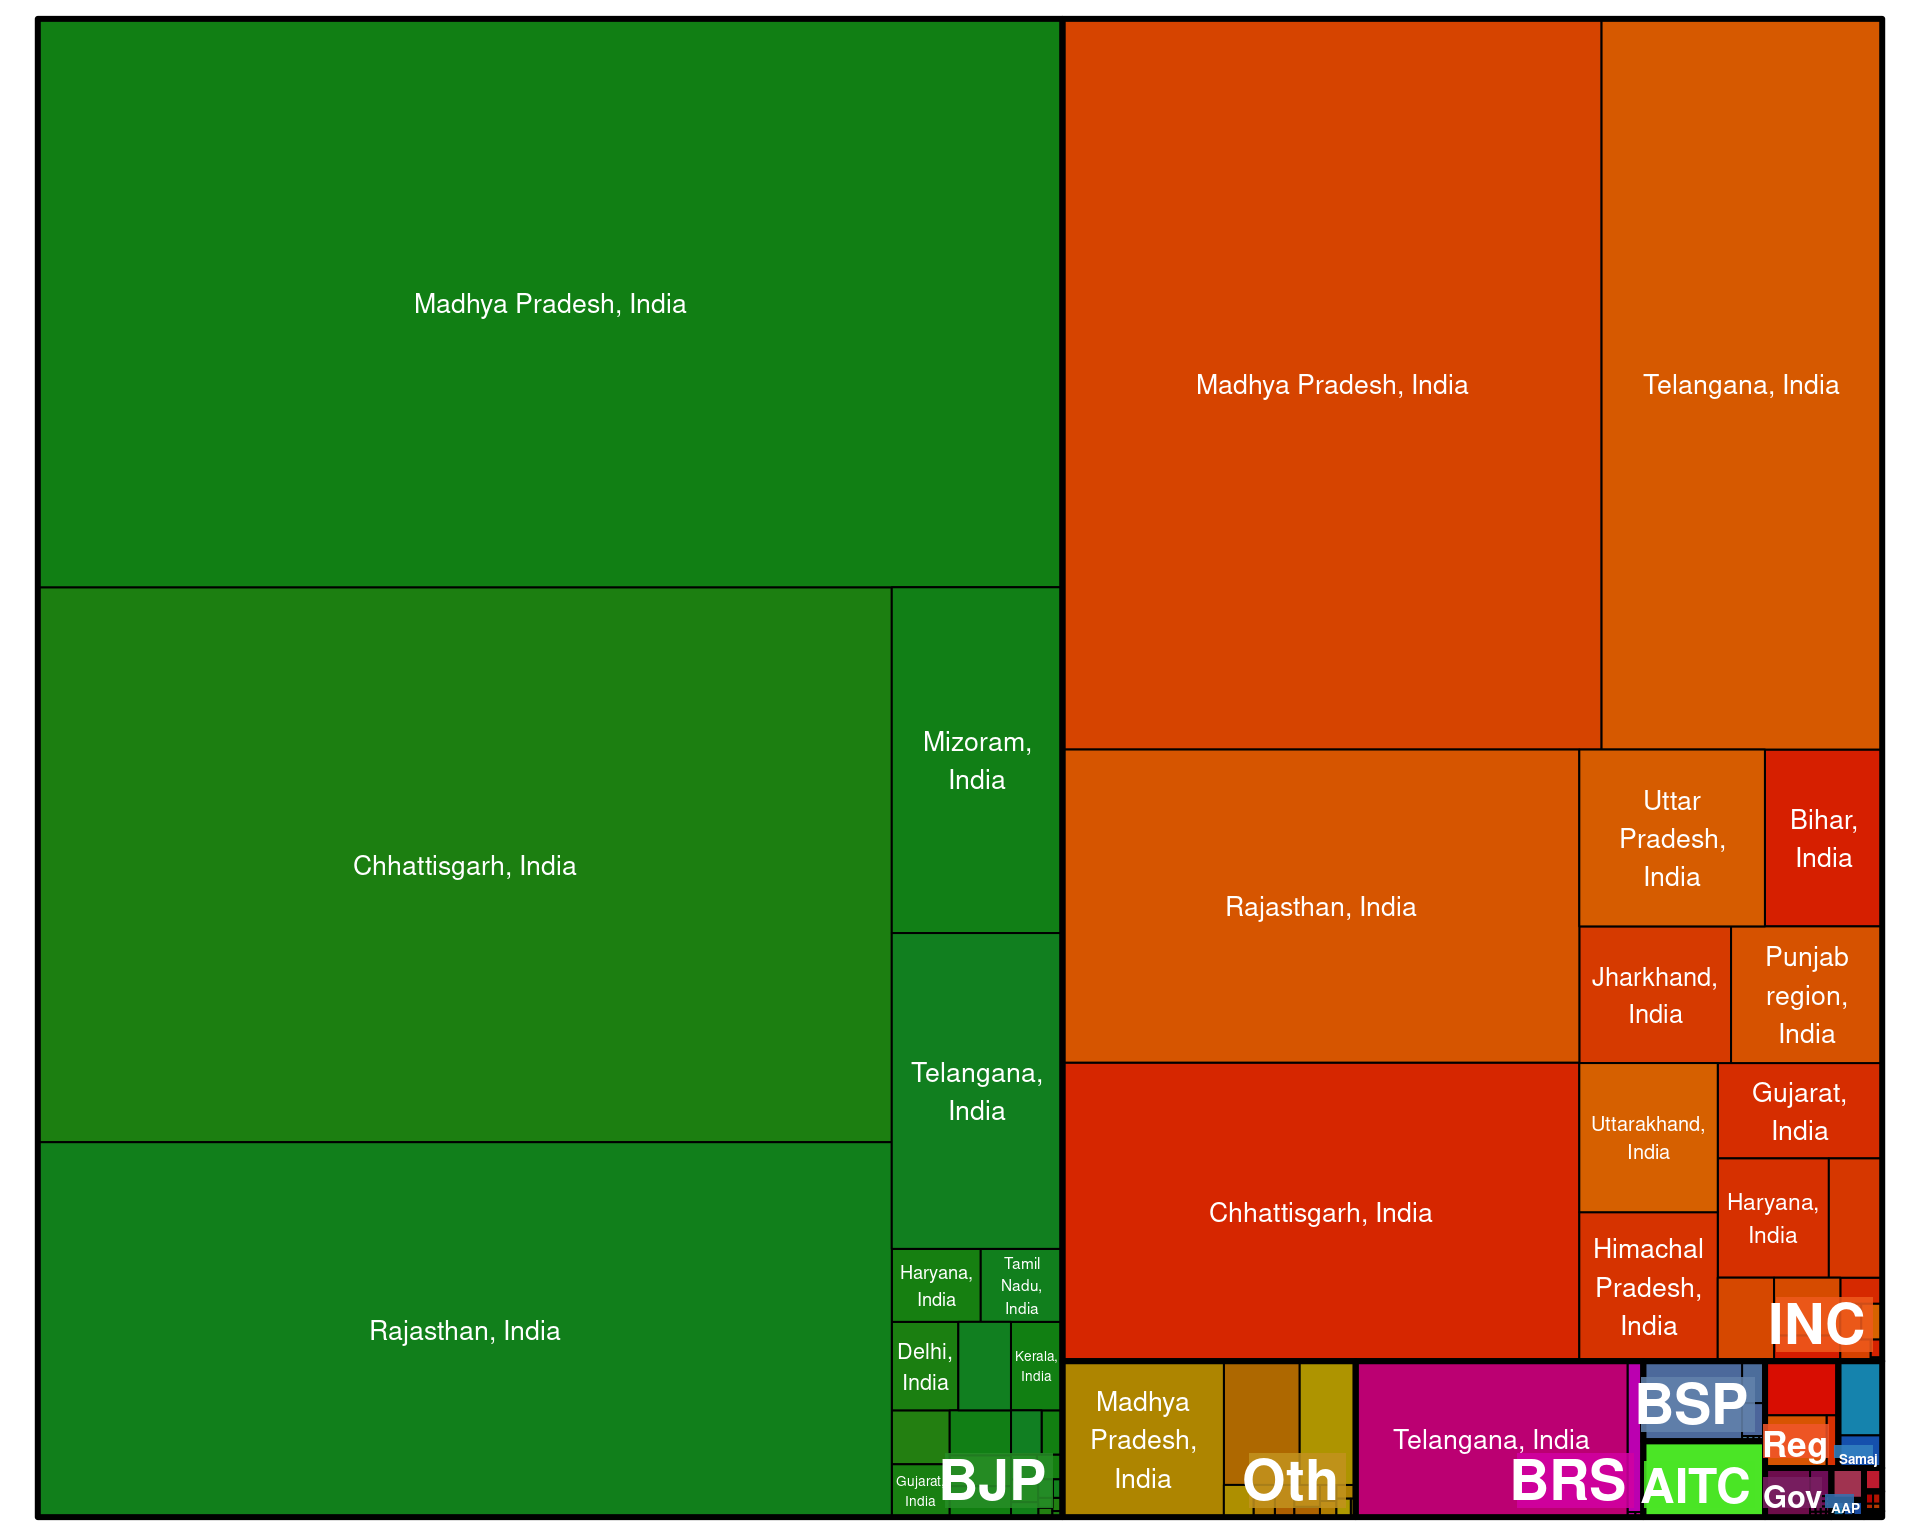 Madhya Pradesh, India
Chhattisgarh, India
Mizoram,
India
Telangana,
India
Rajasthan, India
Haryana,
India
Tamil
Nadu,
India
Delhi,
India
Kerala,
India
Gujarat,
India
BJP
Madhya Pradesh, India
Telangana, India
Rajasthan, India
Uttar
Pradesh,
India
Bihar,
India
Jharkhand,
India
Punjab
region,
India
Chhattisgarh, India
Uttarakhand,
India
Gujarat,
India
Haryana,
India
Himachal
Pradesh,
India
INC
Madhya
Pradesh,
India
Oth
Telangana, India
BRS
BSP
AITC
Reg
Samaj
Gov
AAP